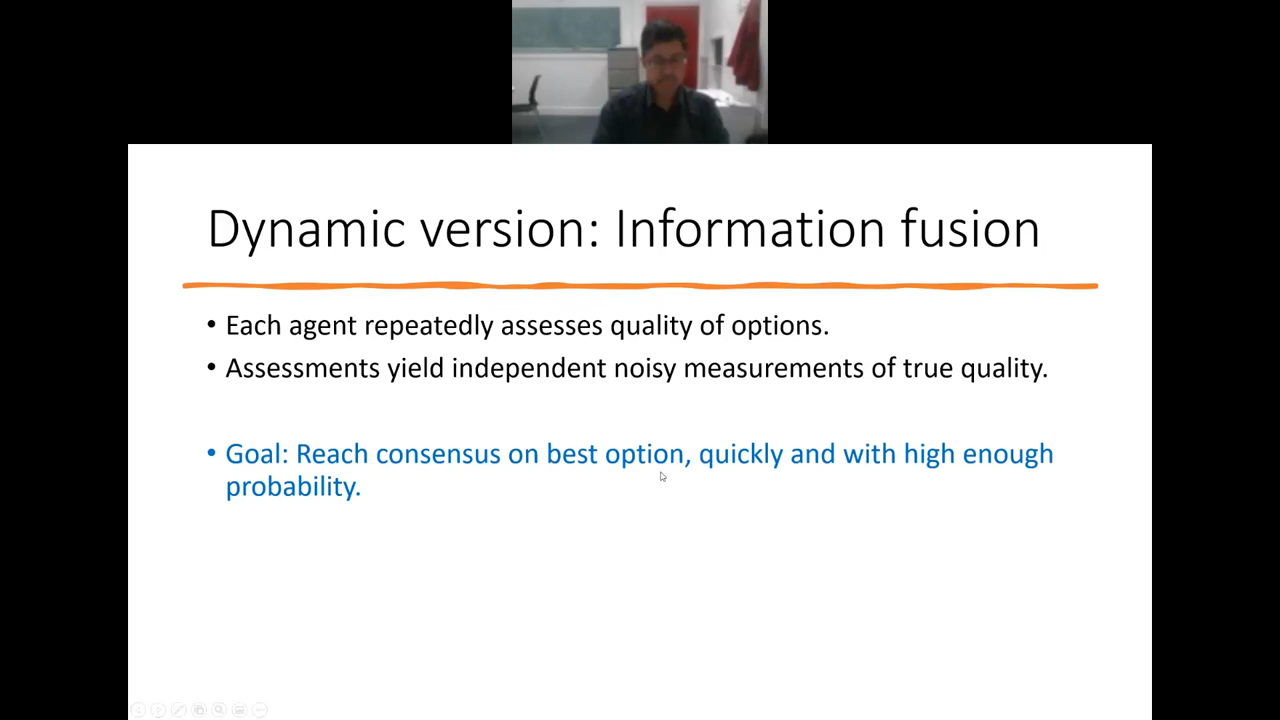 Dynamic version: Information fusion
• Each agent repeatedly assesses quality of options.
• Assessments yield independent noisy measurements of true quality.
• Goal: Reach consensus on best option, quickly and with high enough
probability.